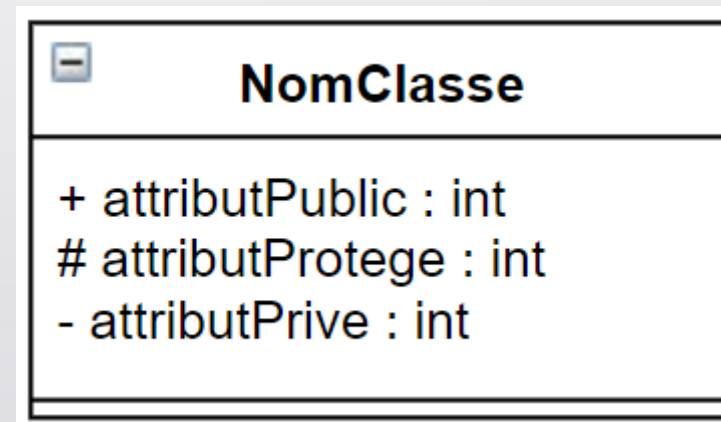 NomClasse
+ attributPublic : int
# attributProtege : int
- attributPrive : int